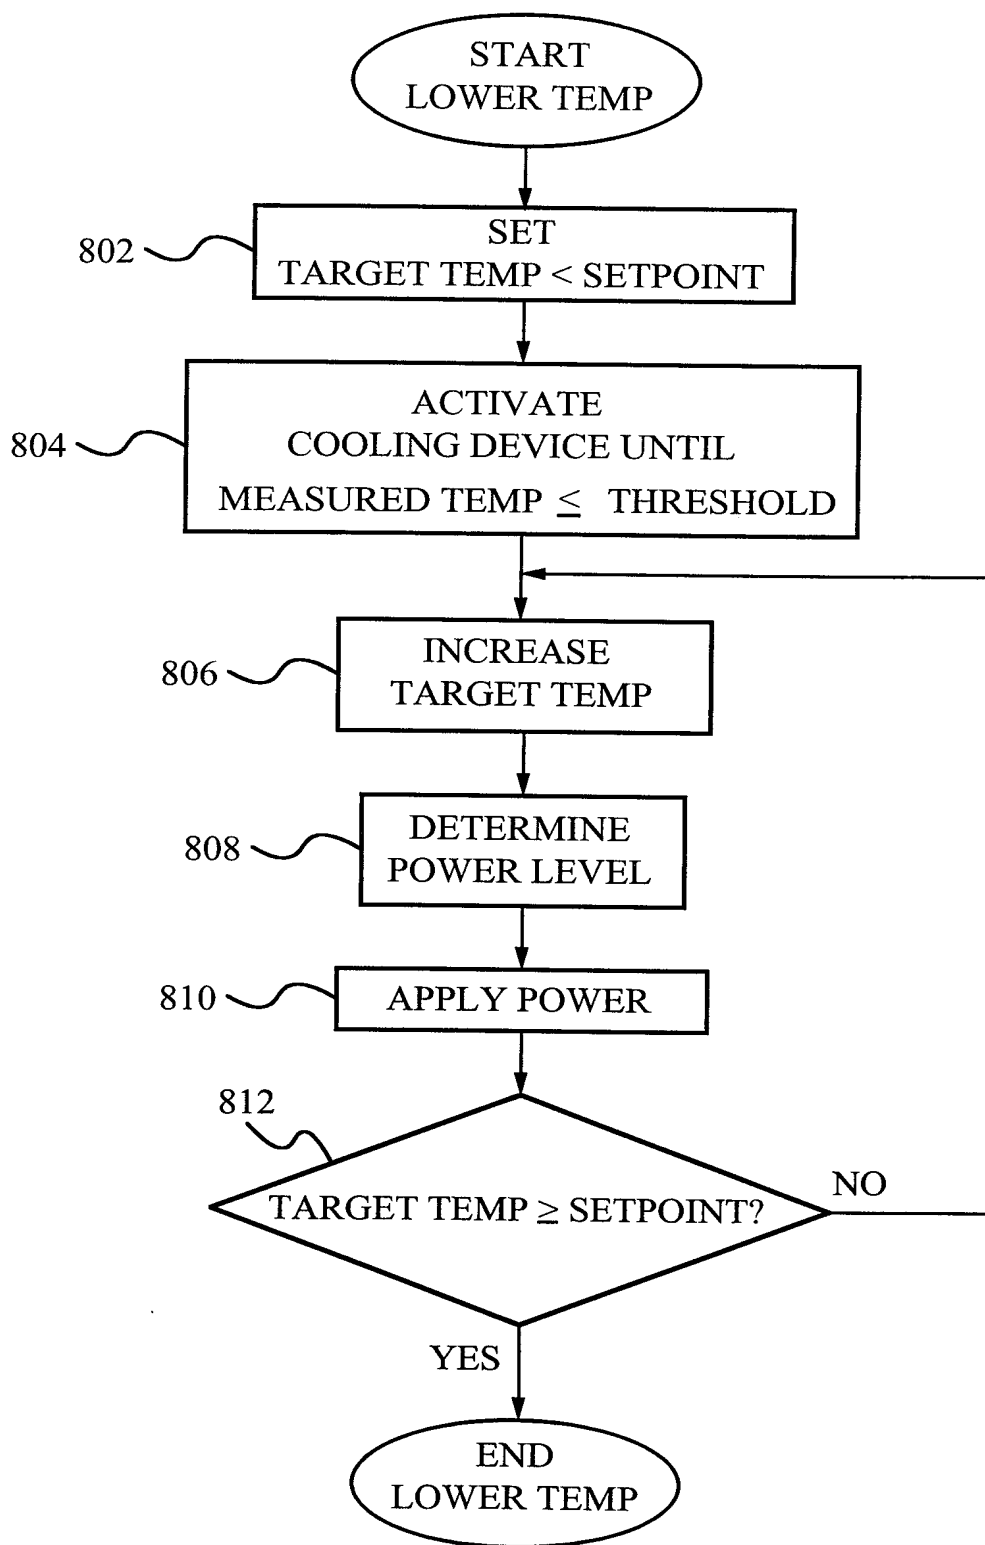 START
LOWER TEMP
802
SET
TARGET TEMP < SETPOINT
804
ACTIVATE
COOLING DEVICE UNTIL
MEASURED TEMP ≤ THRESHOLD
806
INCREASE
TARGET TEMP
808
DETERMINE
POWER LEVEL
810
APPLY POWER
812
TARGET TEMP ≥ SETPOINT?
NO
YES
END
LOWER TEMP